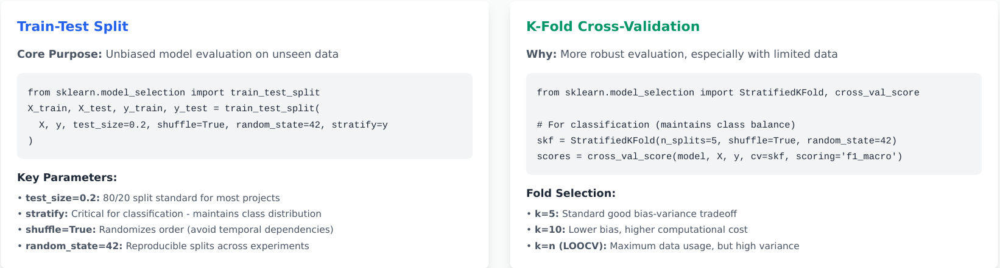 Train-Test Split
Core Purpose: Unbiased model evaluation on unseen data
from sklearn.model_selection import train_test_split
X_train, X_test, y_train, y_test = train_test_split(
  X, y, test_size=0.2, shuffle=True, random_state=42, stratify=y
)
Key Parameters:
• test_size=0.2: 80/20 split standard for most projects
• stratify: Critical for classification - maintains class distribution
• shuffle=True: Randomizes order (avoid temporal dependencies)
• random_state=42: Reproducible splits across experiments
K-Fold Cross-Validation
Why: More robust evaluation, especially with limited data
from sklearn.model_selection import StratifiedKFold, cross_val_score
# For classification (maintains class balance)
skf = StratifiedKFold(n_splits=5, shuffle=True, random_state=42)
scores = cross_val_score(model, X, y, cv=skf, scoring='f1_macro')
Fold Selection:
• k=5: Standard good bias-variance tradeoff
• k=10: Lower bias, higher computational cost
• k=n (LOOCV): Maximum data usage, but high variance